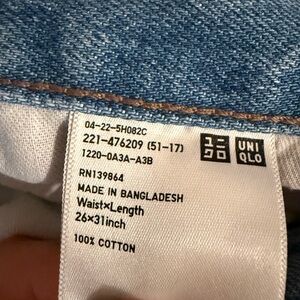 04-22-5H082C
221-476209 (51-17)
1220-0A3A-A3B
ユニ
クロ
UNI
QLO
RN139864
MADE IN BANGLADESH
Waist×Length
26×31inch
100% COTTON